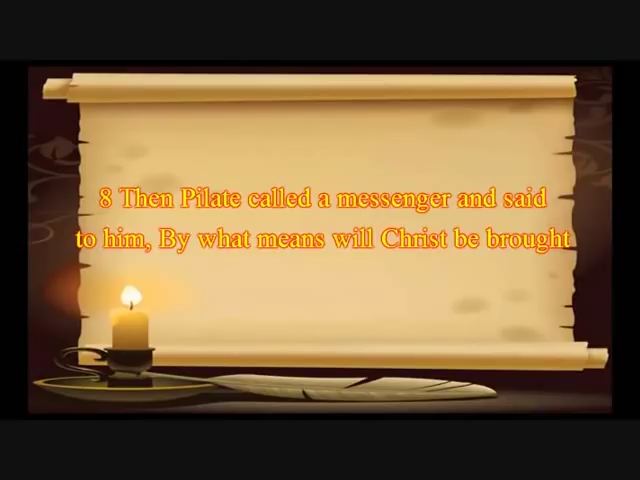 8 Then Pilate called a messenger and said
to him, By what means will Christ be brought